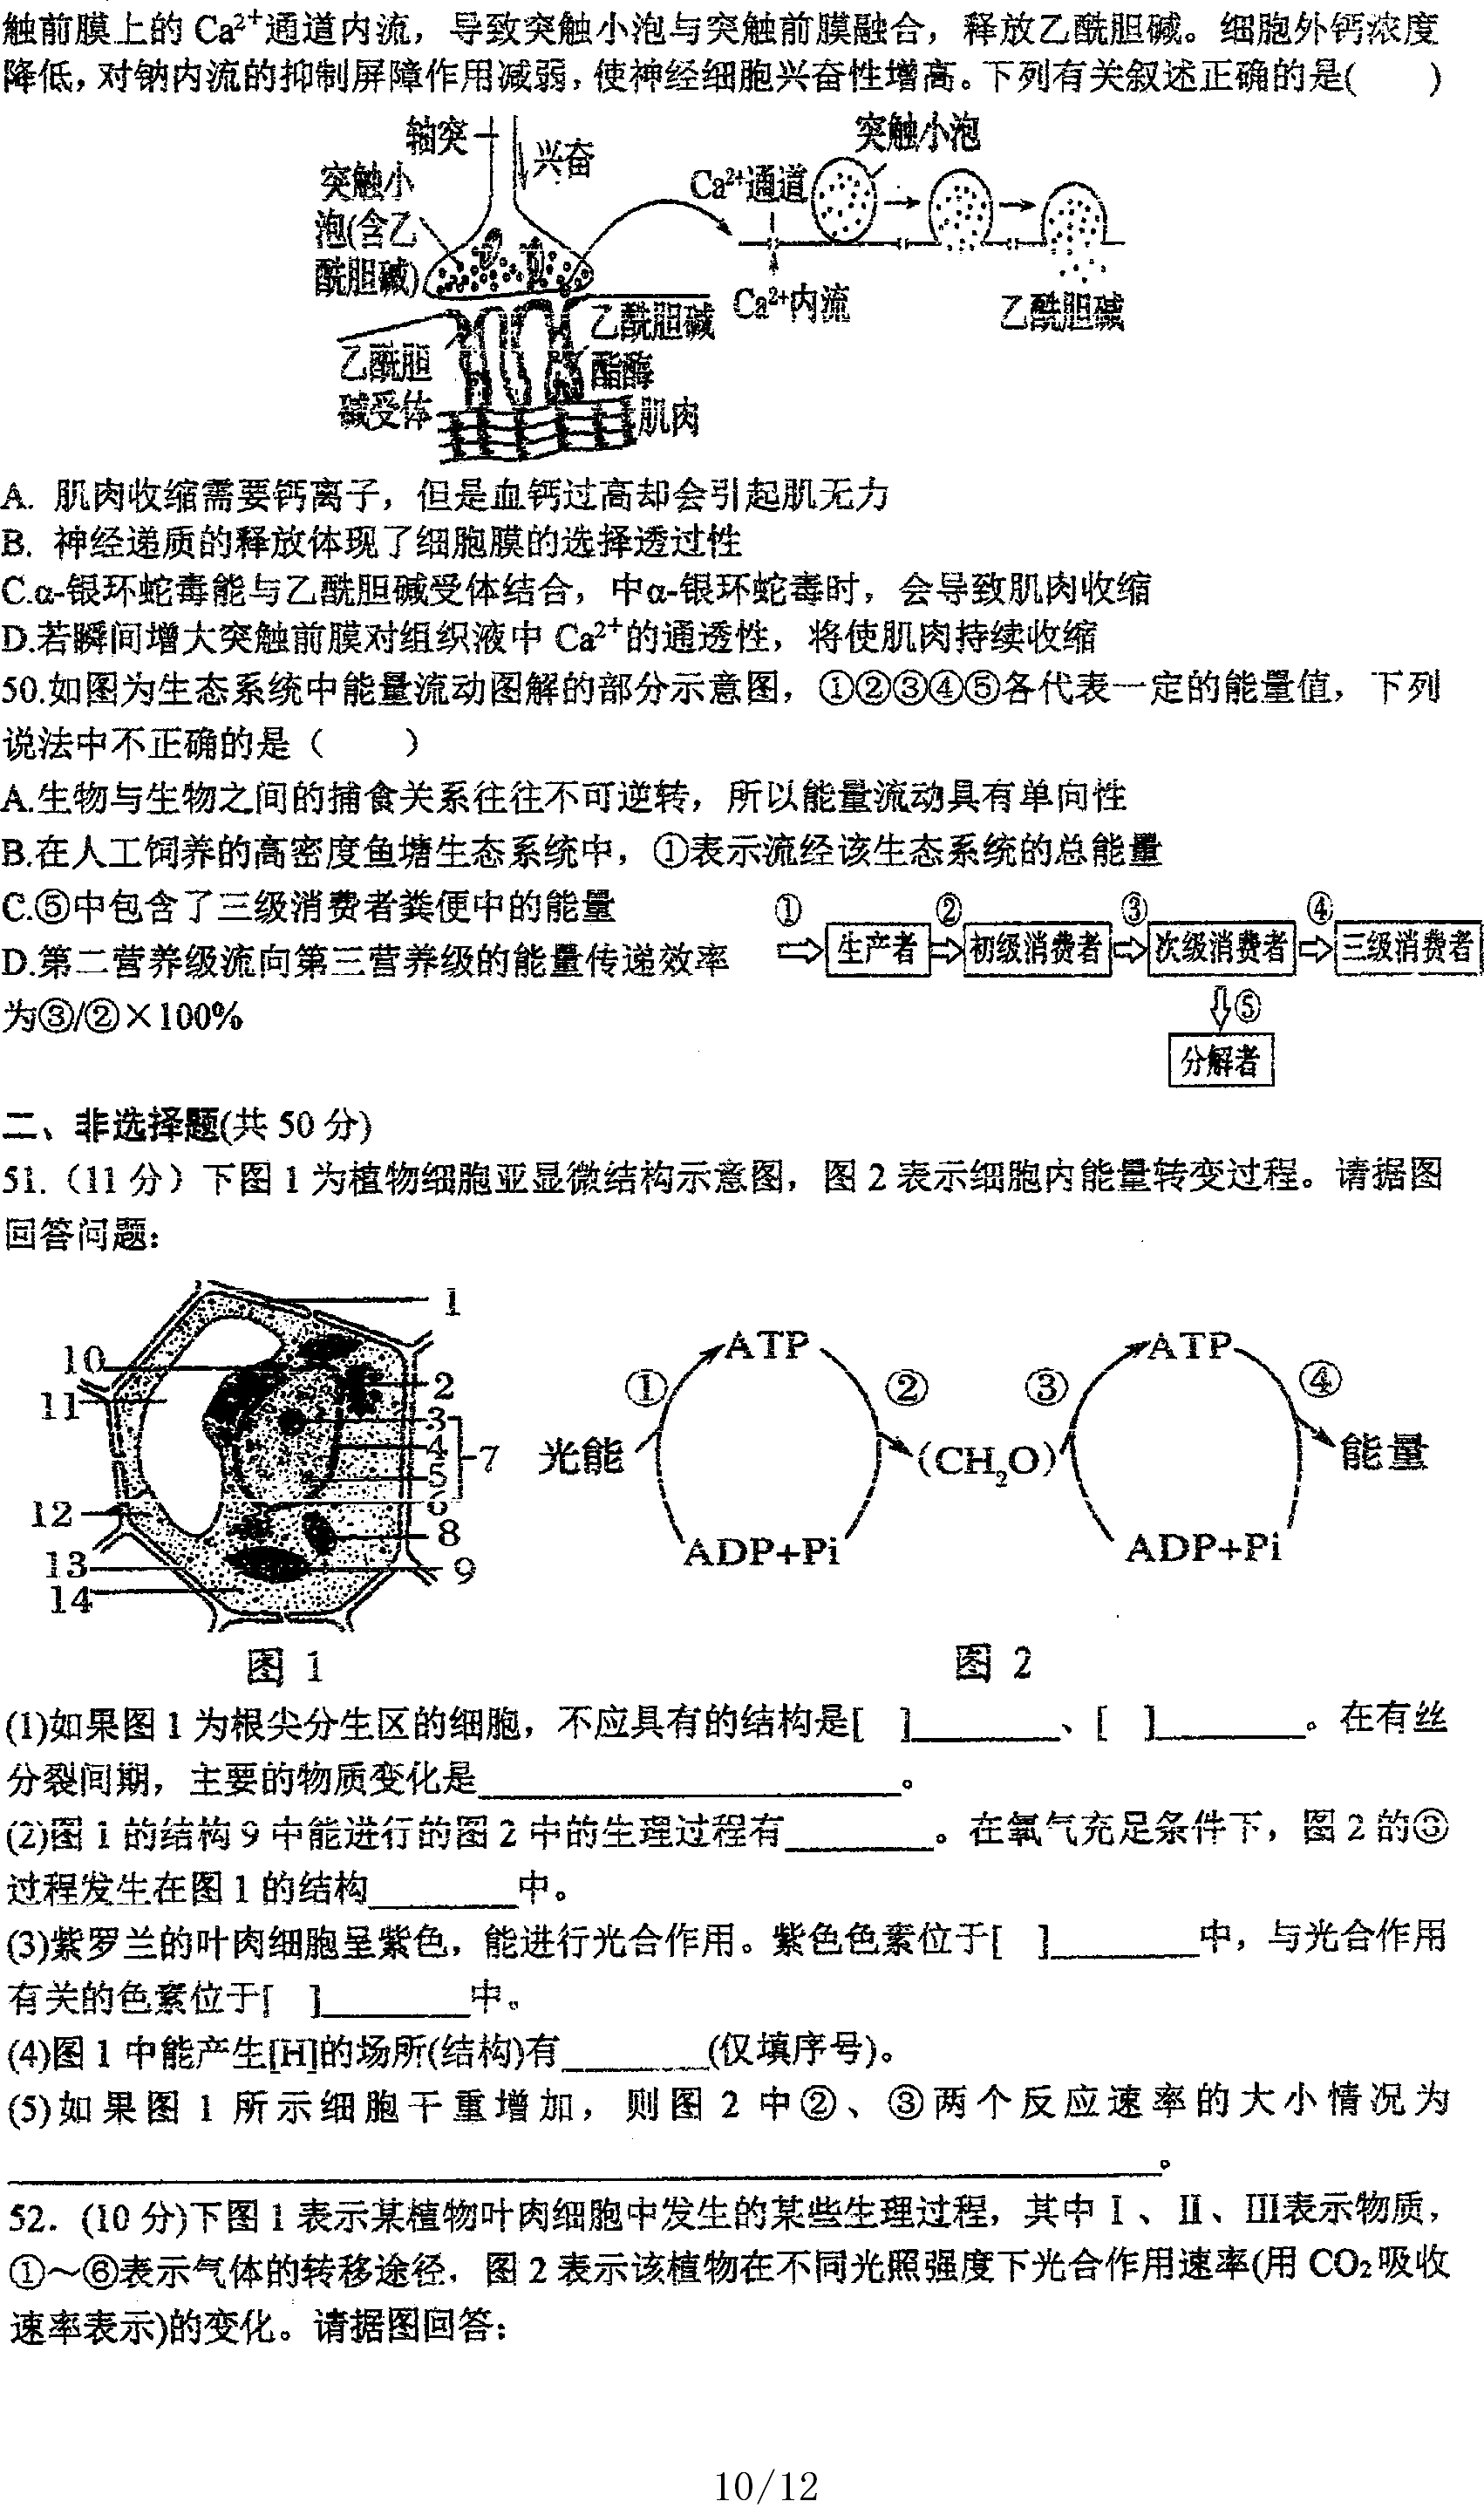 触前膜上的 Ca²⁺通道内流，导致突触小泡与突触前膜融合，释放乙酰胆碱。细胞外钙浓度
降低，对钠内流的抑制屏障作用减弱，使神经细胞兴奋性增高。下列有关叙述正确的是(　　)
轴突
兴奋
突触小
泡(含乙
酰胆碱)
乙酰胆
碱受体
乙酰胆碱
酯酶
肌肉
突触小泡
Ca²⁺通道
Ca²⁺内流
乙酰胆碱
A. 肌肉收缩需要钙离子，但是血钙过高却会引起肌无力
B. 神经递质的释放体现了细胞膜的选择透过性
C.α-银环蛇毒能与乙酰胆碱受体结合，中α-银环蛇毒时，会导致肌肉收缩
D.若瞬间增大突触前膜对组织液中 Ca²⁺的通透性，将使肌肉持续收缩
50.如图为生态系统中能量流动图解的部分示意图，①②③④⑤各代表一定的能量值，下列
说法中不正确的是（　　）
A.生物与生物之间的捕食关系往往不可逆转，所以能量流动具有单向性
B.在人工饲养的高密度鱼塘生态系统中，①表示流经该生态系统的总能量
C.⑤中包含了三级消费者粪便中的能量
D.第二营养级流向第三营养级的能量传递效率
为③/②×100%
① ② ③ ④
生产者 初级消费者 次级消费者 三级消费者
⑤
分解者
二、非选择题(共 50 分)
51.（11 分）下图 1 为植物细胞亚显微结构示意图，图 2 表示细胞内能量转变过程。请据图
回答问题：
1
10
2
11
3
4
7
5
6
12
8
13
9
14
图 1
ATP ATP
① ② ③ ④
光能 (CH₂O) 能量
ADP+Pi ADP+Pi
图 2
(1)如果图 1 为根尖分生区的细胞，不应具有的结构是[　]________、[　]________。在有丝
分裂间期，主要的物质变化是______________________。
(2)图 1 的结构 9 中能进行的图 2 中的生理过程有________。在氧气充足条件下，图 2 的③
过程发生在图 1 的结构________中。
(3)紫罗兰的叶肉细胞呈紫色，能进行光合作用。紫色色素位于[　]________中，与光合作用
有关的色素位于[　]________中。
(4)图 1 中能产生[H]的场所(结构)有________(仅填序号)。
(5)如果图 1 所示细胞干重增加，则图 2 中②、③两个反应速率的大小情况为
____________________________________________________________。
52. (10 分)下图 1 表示某植物叶肉细胞中发生的某些生理过程，其中Ⅰ、Ⅱ、Ⅲ表示物质，
①～⑥表示气体的转移途径，图 2 表示该植物在不同光照强度下光合作用速率(用 CO₂吸收
速率表示)的变化。请据图回答：
10/12